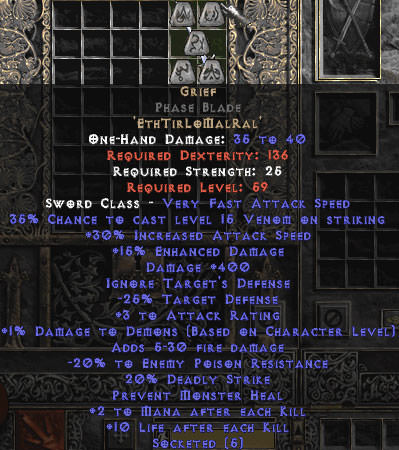 Grief
Phase Blade
'EthTirLoMalRal'
One-Hand Damage: 35 to 40
Required Dexterity: 136
Required Strength: 25
Required Level: 59
Sword Class - Very Fast Attack Speed
35% Chance to cast level 15 Venom on striking
+30% Increased Attack Speed
+15% Enhanced Damage
Damage +400
Ignore Target's Defense
-25% Target Defense
+3 to Attack Rating
+1% Damage to Demons (Based on Character Level)
Adds 5-30 fire damage
-20% to Enemy Poison Resistance
20% Deadly Strike
Prevent Monster Heal
+2 to Mana after each Kill
+10 Life after each Kill
Socketed (5)